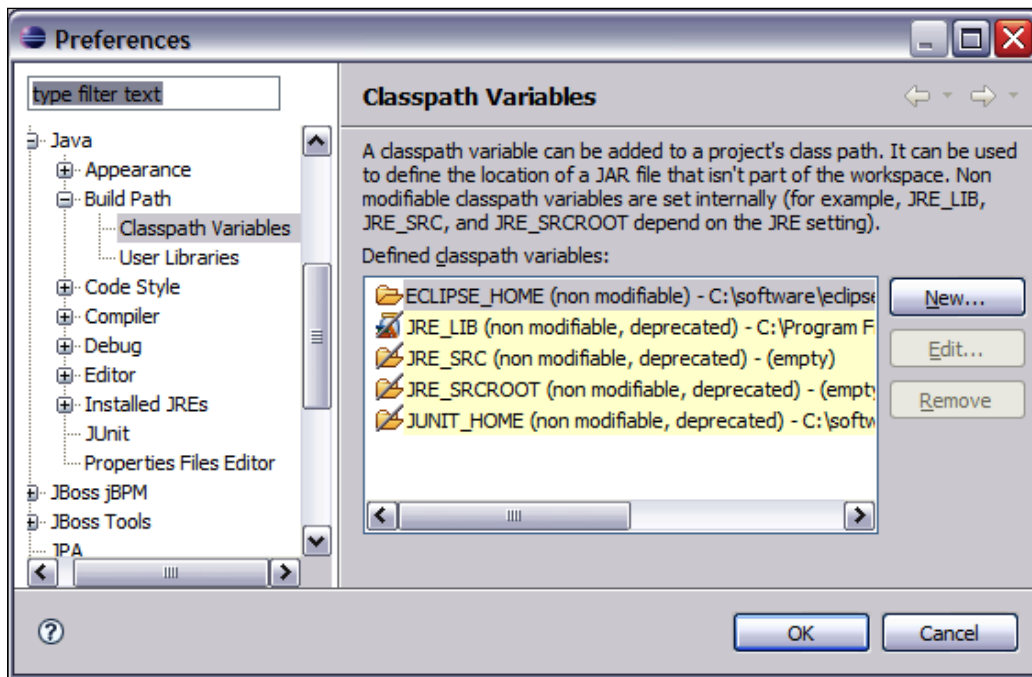 Preferences
type filter text
Java
Appearance
Build Path
Classpath Variables
User Libraries
Code Style
Compiler
Debug
Editor
Installed JREs
JUnit
Properties Files Editor
JBoss jBPM
JBoss Tools
JPA
Classpath Variables
A classpath variable can be added to a project's class path. It can be used
to define the location of a JAR file that isn't part of the workspace. Non
modifiable classpath variables are set internally (for example, JRE_LIB,
JRE_SRC, and JRE_SRCROOT depend on the JRE setting).
Defined classpath variables:
ECLIPSE_HOME (non modifiable) - C:\software\eclipse
JRE_LIB (non modifiable, deprecated) - C:\Program F
JRE_SRC (non modifiable, deprecated) - (empty)
JRE_SRCROOT (non modifiable, deprecated) - (empty
JUNIT_HOME (non modifiable, deprecated) - C:\softw
New...
Edit...
Remove
OK
Cancel